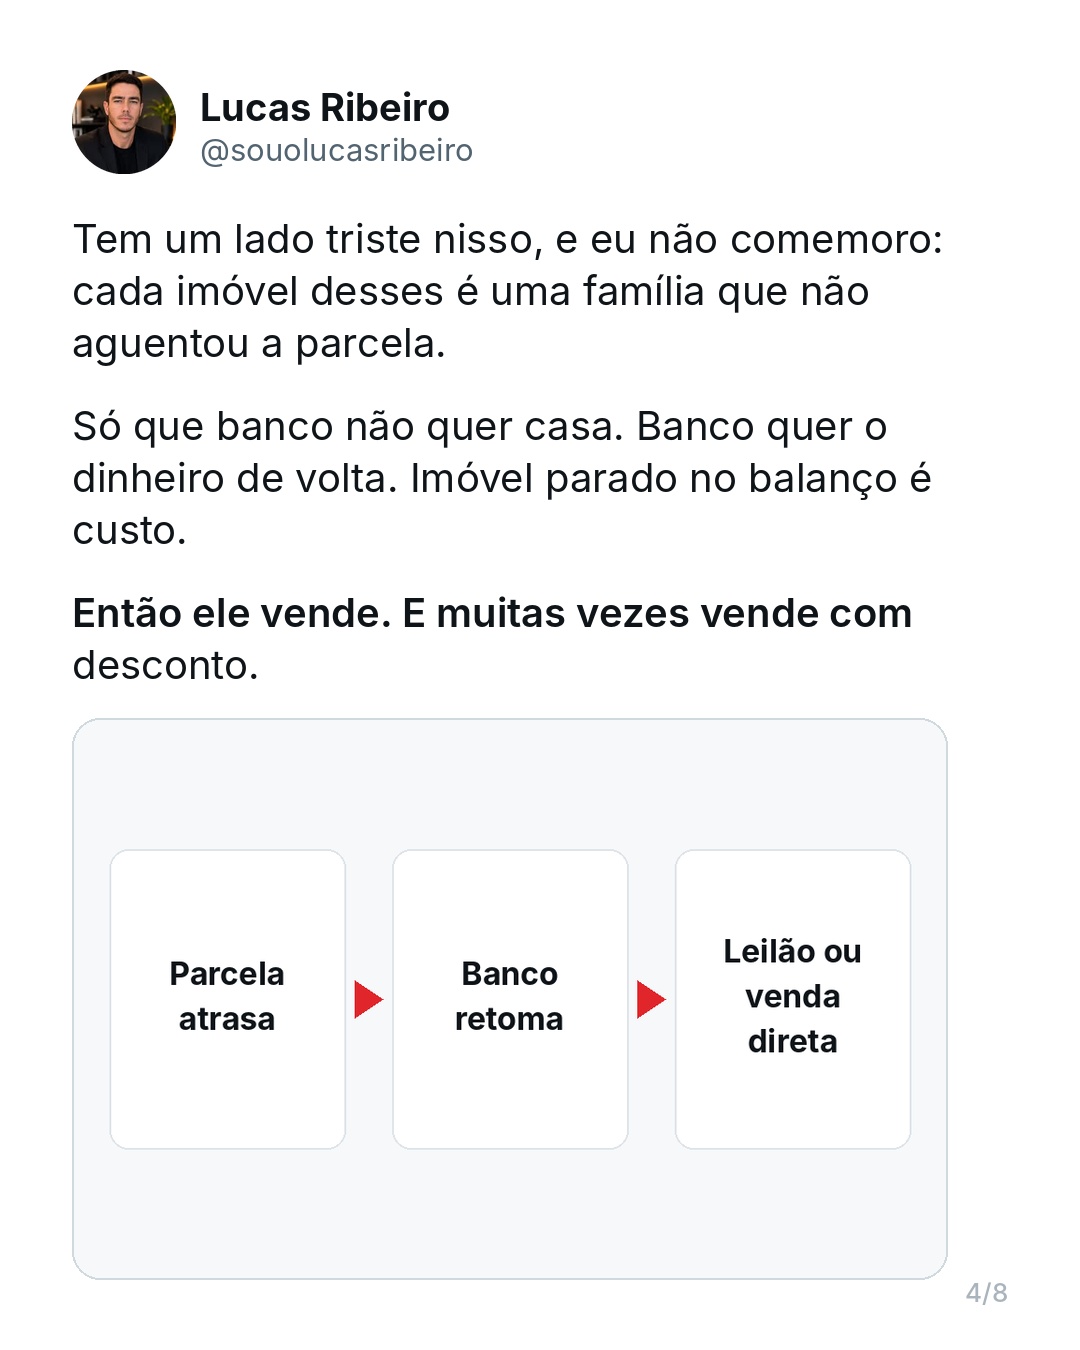 Lucas Ribeiro
@souolucasribeiro
Tem um lado triste nisso, e eu não comemoro:
cada imóvel desses é uma família que não
aguentou a parcela.
Só que banco não quer casa. Banco quer o
dinheiro de volta. Imóvel parado no balanço é
custo.
Então ele vende. E muitas vezes vende com
desconto.
Parcela
atrasa
Banco
retoma
Leilão ou
venda
direta
4/8